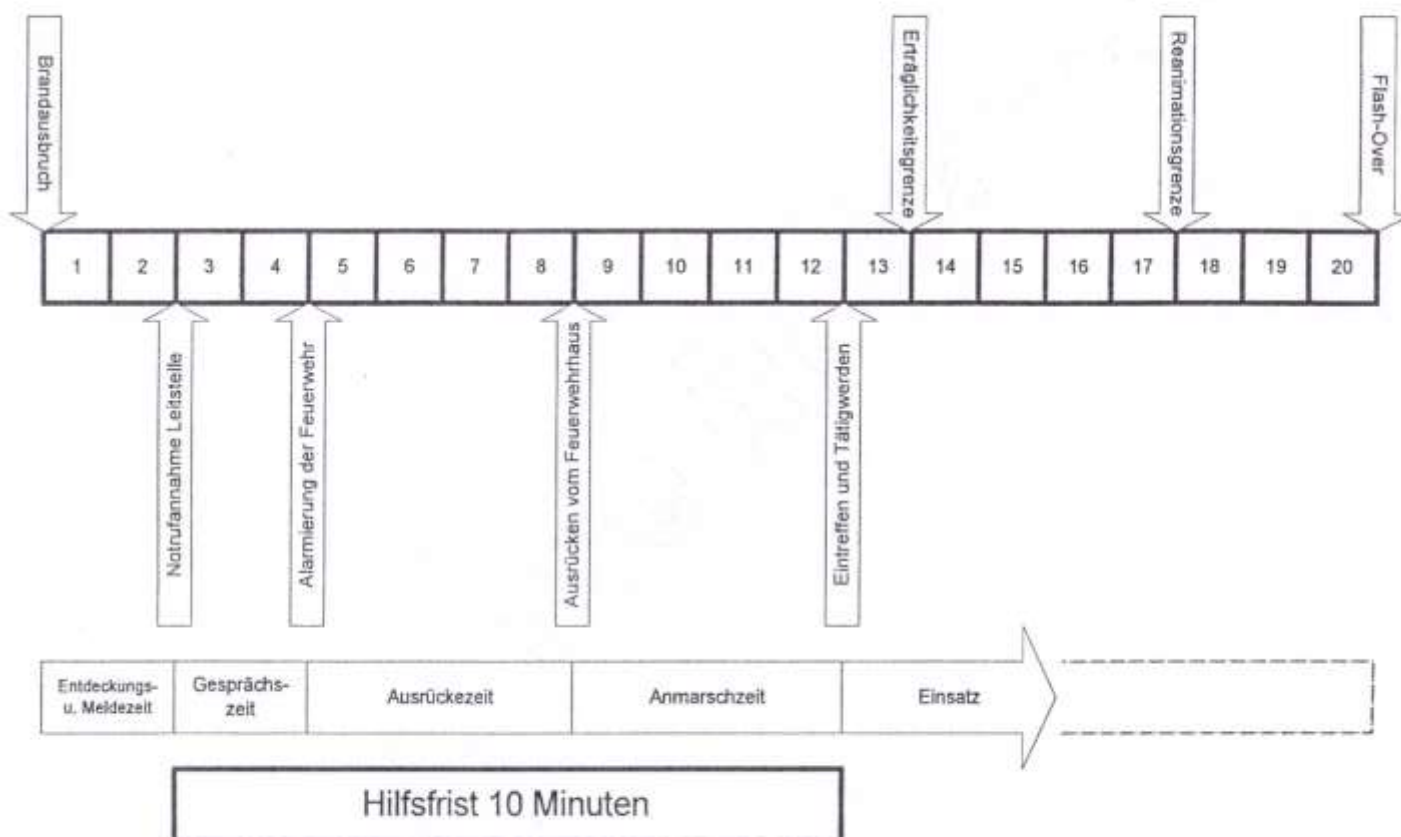 Brandausbruch
Erträglichkeitsgrenze
Reanimationsgrenze
Flash-Over
1 2 3 4 5 6 7 8 9 10 11 12 13 14 15 16 17 18 19 20
Notrufannahme Leitstelle
Alarmierung der Feuerwehr
Ausrücken vom Feuerwehrhaus
Eintreffen und Tätigwerden
Entdeckungs-
u. Meldezeit
Gesprächs-
zeit
Ausrückezeit
Anmarschzeit
Einsatz
Hilfsfrist 10 Minuten